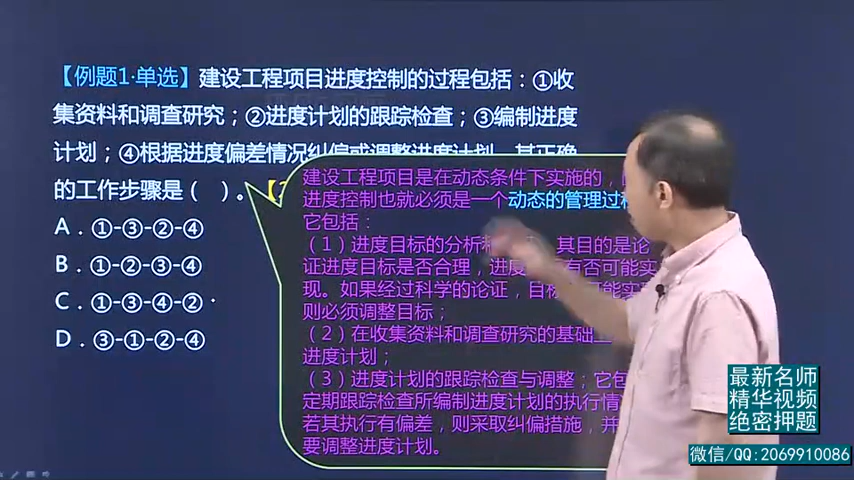 【例题1·单选】建设工程项目进度控制的过程包括：①收
集资料和调查研究；②进度计划的跟踪检查；③编制进度
计划；④根据进度偏差情况纠偏或调整进度计划。其正确
的工作步骤是（ ）。【
A．①-③-②-④
B．①-②-③-④
C．①-③-④-②
D．③-①-②-④
建设工程项目是在动态条件下实施的，
进度控制也就必须是一个动态的管理过程
它包括：
（1）进度目标的分析 其目的是论
证进度目标是否合理，进度 有否可能实
现。如果经过科学的论证，目标 可能实
则必须调整目标；
（2）在收集资料和调查研究的基础上
进度计划；
（3）进度计划的跟踪检查与调整；它包
定期跟踪检查所编制进度计划的执行情
若其执行有偏差，则采取纠偏措施，并
要调整进度计划。
最新名师
精华视频
绝密押题
微信/QQ:2069910086